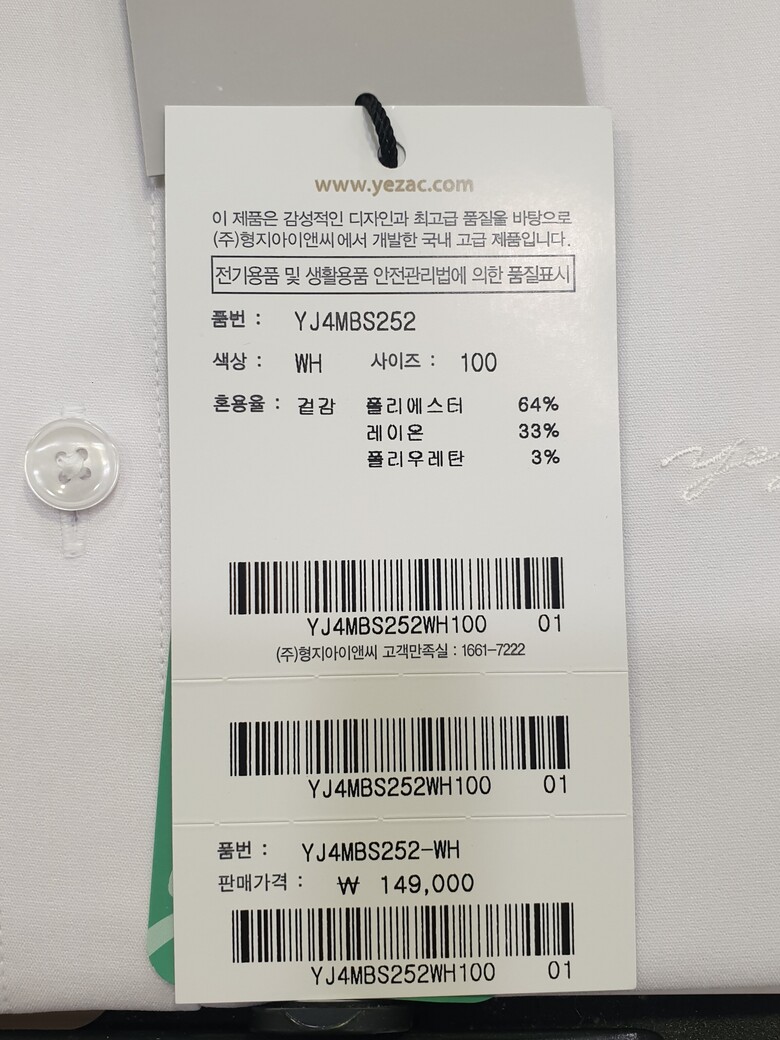 www.yezac.com
이 제품은 감성적인 디자인과 최고급 품질을 바탕으로
(주)형지아이앤씨에서 개발한 국내 고급 제품입니다.
전기용품 및 생활용품 안전관리법에 의한 품질표시
품번 : YJ4MBS252
색상 : WH 사이즈 : 100
혼용율 : 겉감 폴리에스터 64%
레이온 33%
폴리우레탄 3%
YJ4MBS252WH100 01
(주)형지아이앤씨 고객만족실 : 1661-7222
YJ4MBS252WH100 01
품번 : YJ4MBS252-WH
판매가격 : ₩ 149,000
YJ4MBS252WH100 01